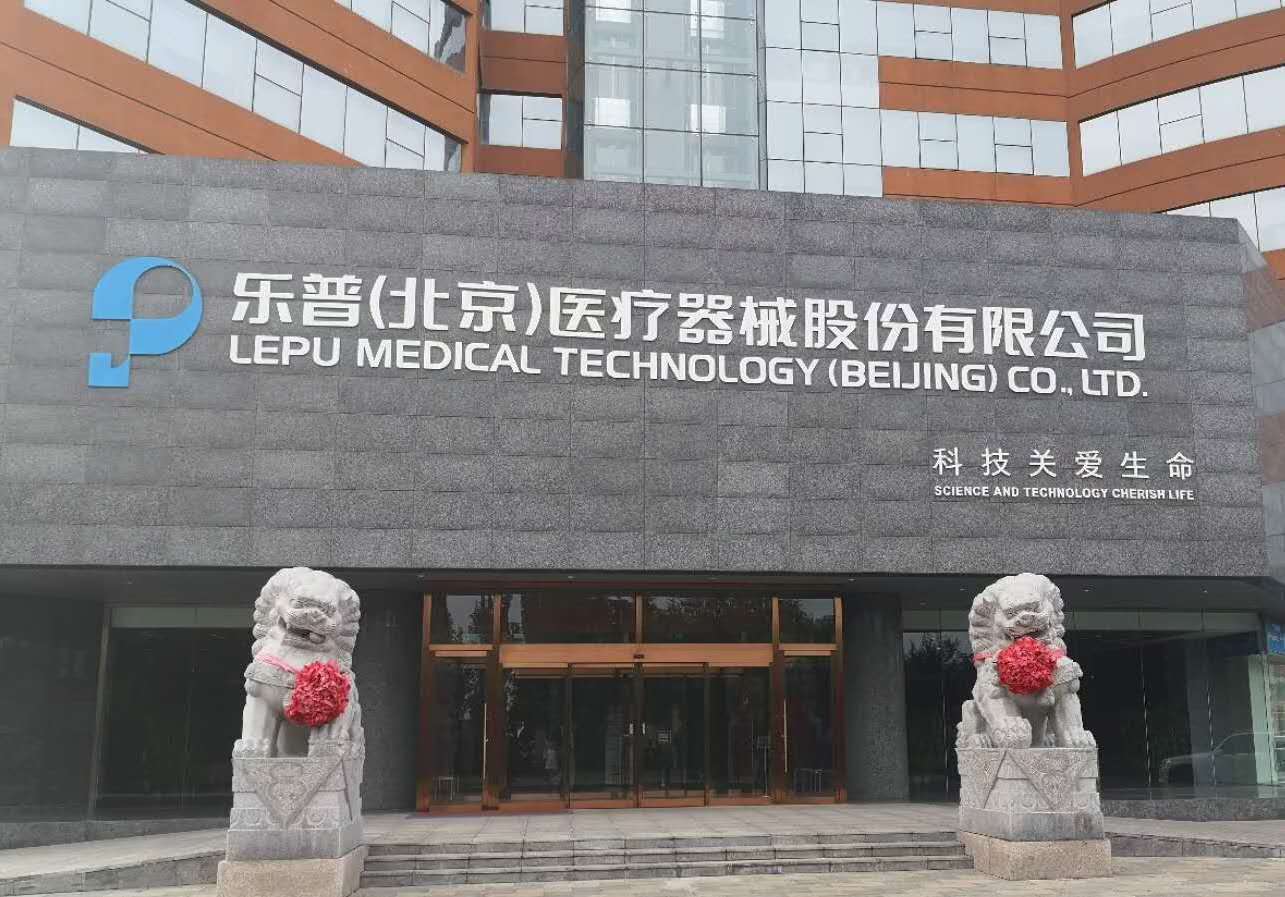 乐普(北京)医疗器械股份有限公司
LEPU MEDICAL TECHNOLOGY (BEIJING) CO., LTD.
科技关爱生命
SCIENCE AND TECHNOLOGY CHERISH LIFE